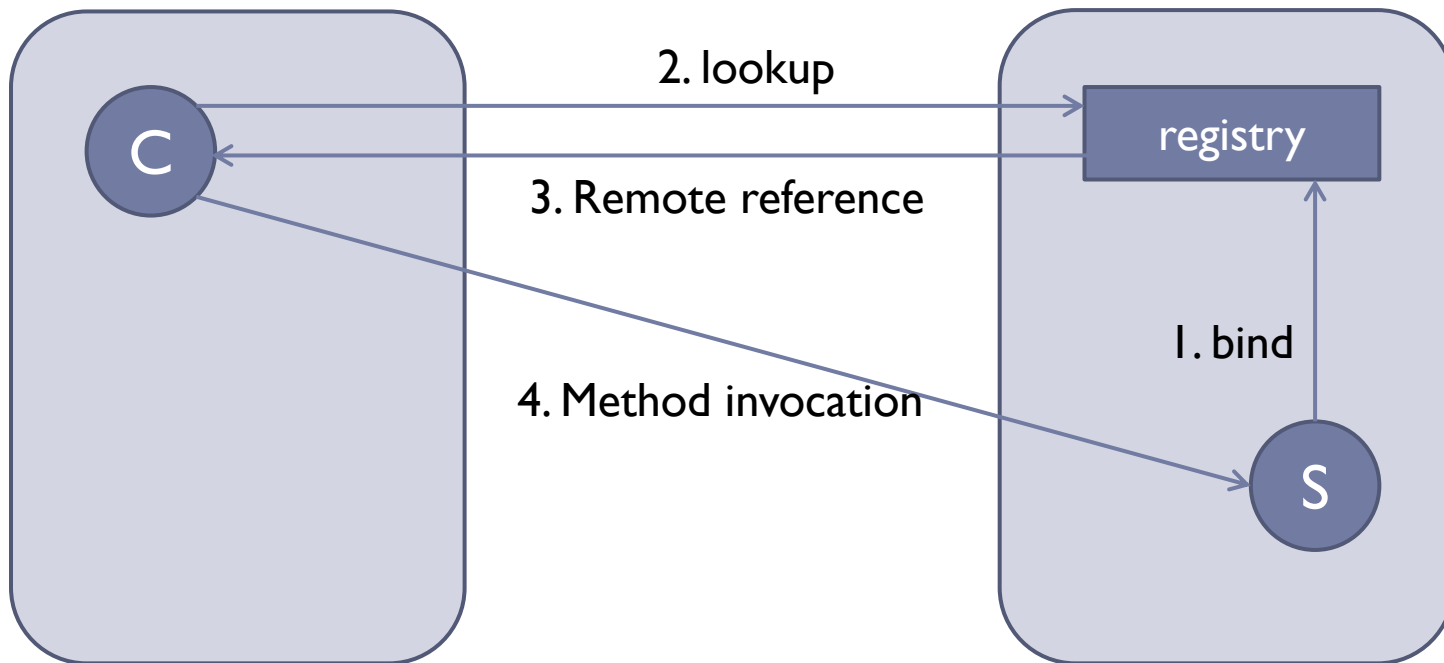 2. lookup
C
registry
3. Remote reference
1. bind
4. Method invocation
S